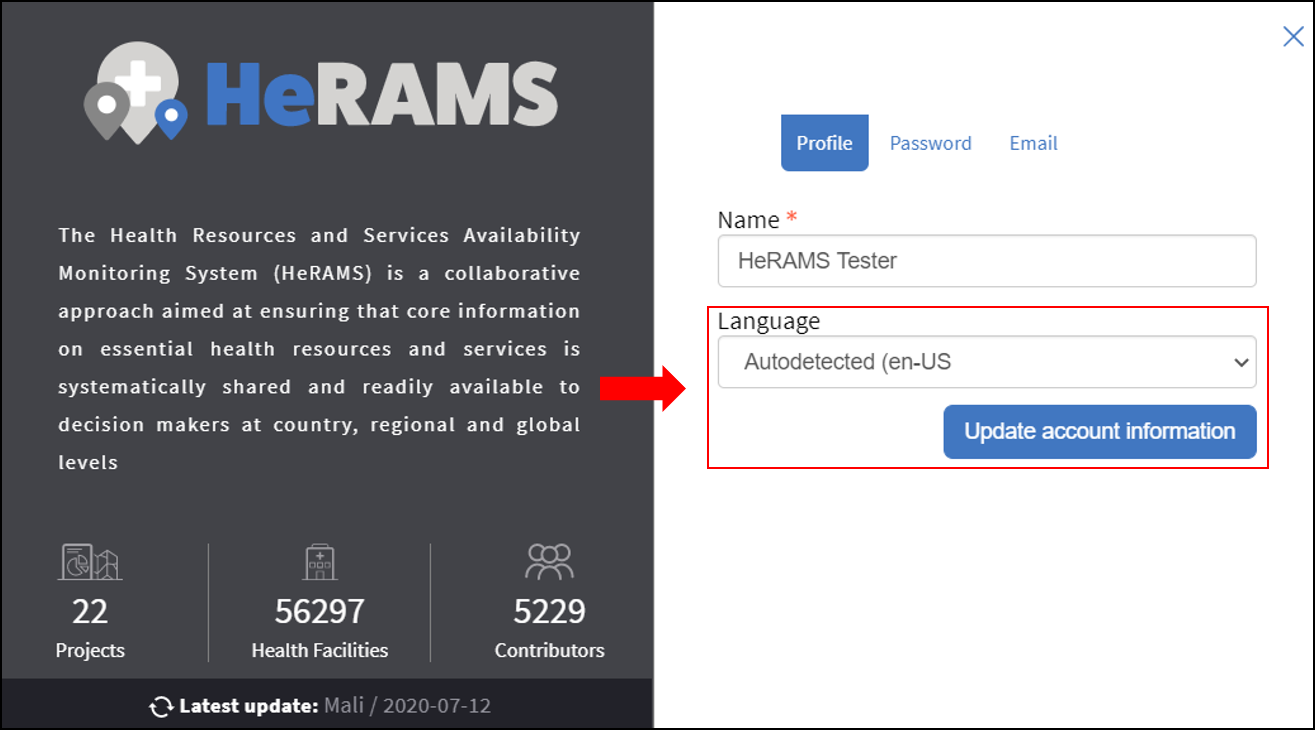 HeRAMS
The Health Resources and Services Availability
Monitoring System (HeRAMS) is a collaborative
approach aimed at ensuring that core information
on essential health resources and services is
systematically shared and readily available to
decision makers at country, regional and global
levels
22
Projects
56297
Health Facilities
5229
Contributors
Latest update: Mali / 2020-07-12
Profile
Password
Email
Name *
HeRAMS Tester
Language
Autodetected (en-US
Update account information